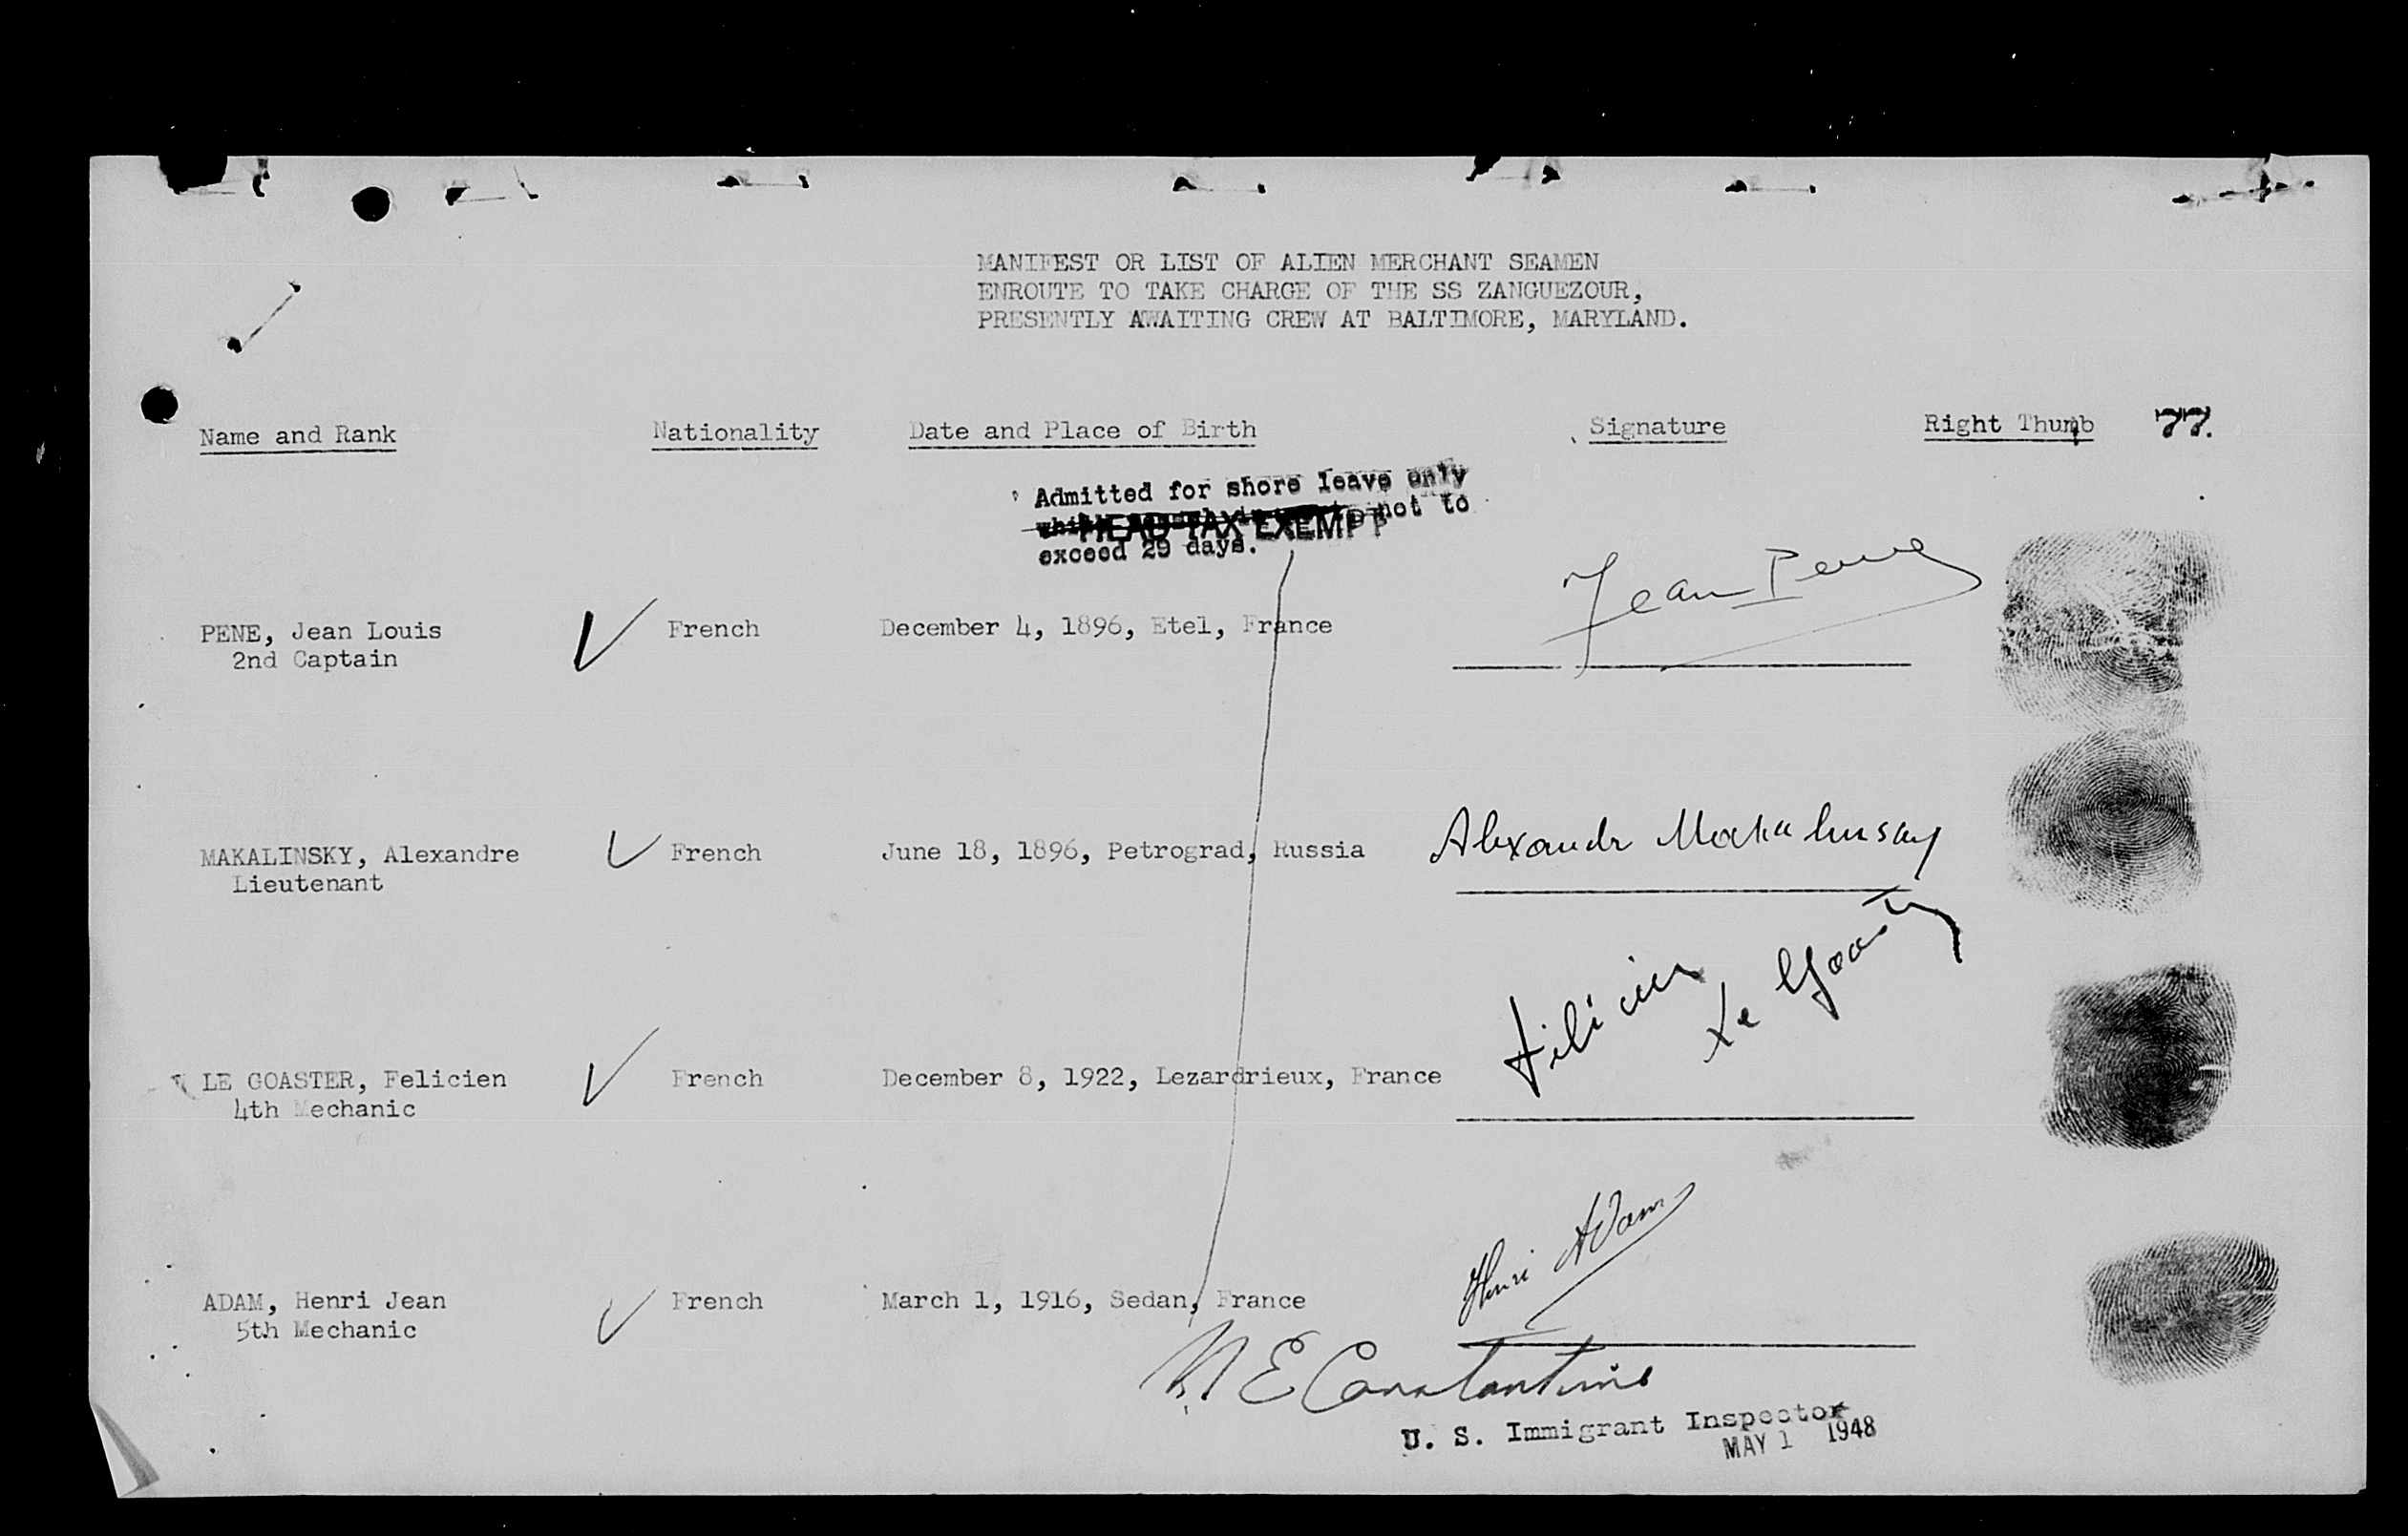 MANIFEST OR LIST OF ALIEN MERCHANT SEAMEN
ENROUTE TO TAKE CHARGE OF THE SS ZANGUEZOUR,
PRESENTLY AWAITING CREW AT BALTIMORE, MARYLAND.
Name and Rank Nationality Date and Place of Birth Signature Right Thumb 77.
Admitted for shore leave only
not to
HEAD TAX EXEMPT
exceed 29 days.
Jean Pene
PENE, Jean Louis French December 4, 1896, Etel, France
2nd Captain
MAKALINSKY, Alexandre French June 18, 1896, Petrograd, Russia Alexandr Makalinsky
Lieutenant
Felicien Le Goaster
LE GOASTER, Felicien French December 8, 1922, Lezardrieux, France
4th Mechanic
Henri Adam
ADAM, Henri Jean French March 1, 1916, Sedan, France
5th Mechanic
N E Constantine
U. S. Immigrant Inspector
MAY 1 1948